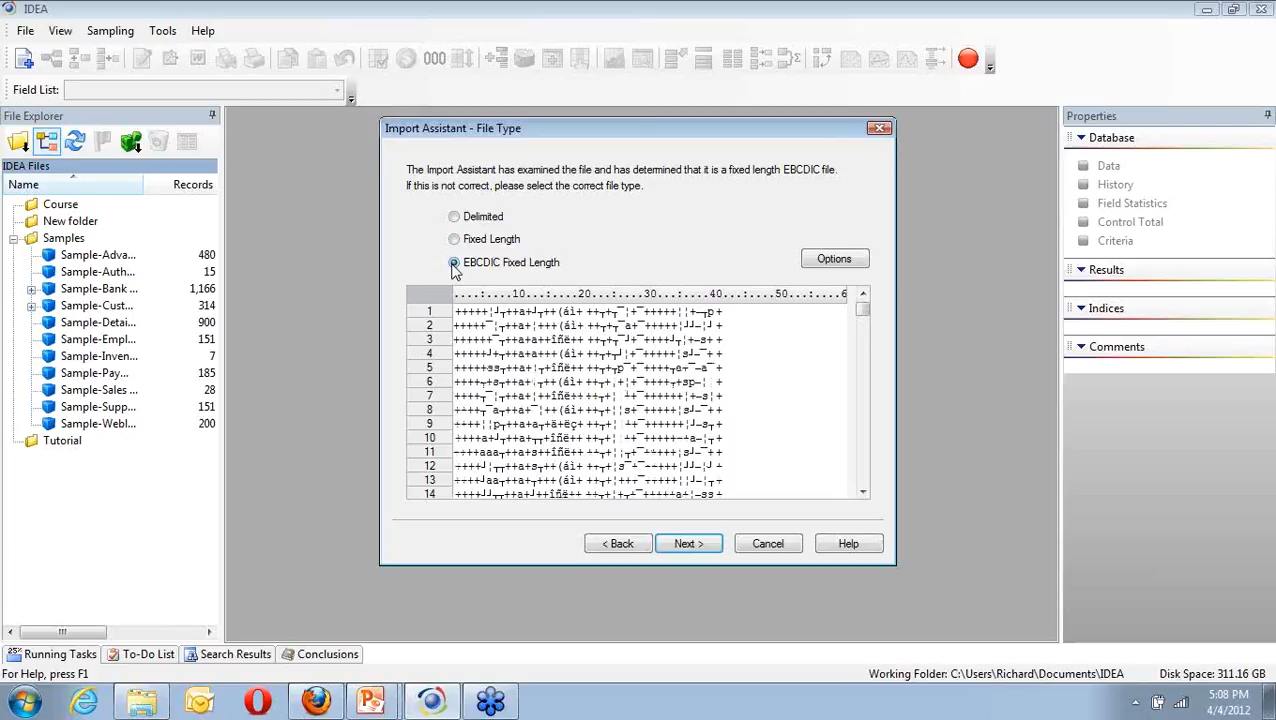 IDEA
File View Sampling Tools Help
000
Field List:
File Explorer
IDEA Files
Name Records
Course
New folder
Samples
Sample-Adva... 480
Sample-Auth... 15
Sample-Bank ... 1,166
Sample-Cust... 314
Sample-Detai... 900
Sample-Empl... 151
Sample-Inven... 7
Sample-Pay... 185
Sample-Sales ... 28
Sample-Supp... 151
Sample-Webl... 200
Tutorial
Import Assistant - File Type
The Import Assistant has examined the file and has determined that it is a fixed length EBCDIC file.
If this is not correct, please select the correct file type.
Delimited
Fixed Length
EBCDIC Fixed Length
Options
....:....10...:....20...:....30...:....40...:....50...:....6
1
2
3
4
5
6
7
8
9
10
11
12
13
14
< Back Next > Cancel Help
Properties
Database
Data
History
Field Statistics
Control Total
Criteria
Results
Indices
Comments
Running Tasks To-Do List Search Results Conclusions
For Help, press F1
Working Folder: C:\Users\Richard\Documents\IDEA Disk Space: 311.16 GB
5:08 PM
4/4/2012